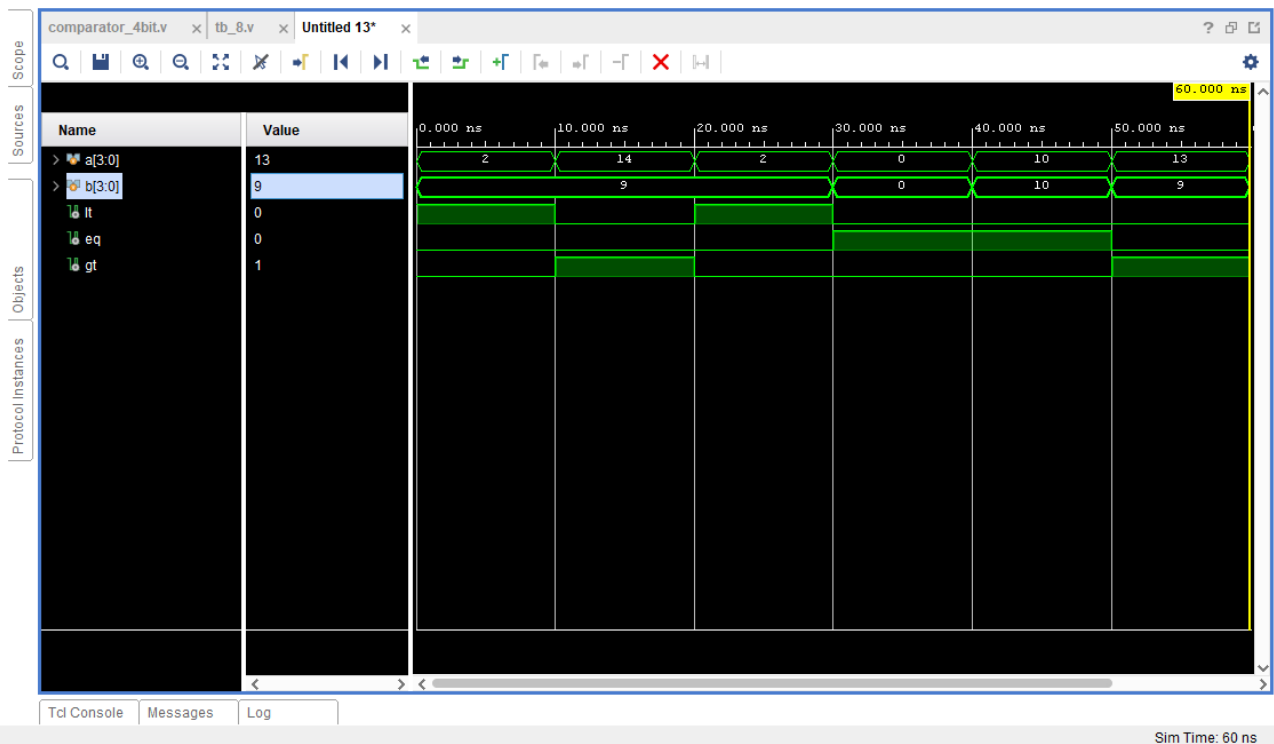 comparator_4bit.v × tb_8.v × Untitled 13* × ?
60.000 ns
Name Value 0.000 ns 10.000 ns 20.000 ns 30.000 ns 40.000 ns 50.000 ns
a[3:0] 13 2 14 2 0 10 13
b[3:0] 9 9 0 10 9
lt 0
eq 0
gt 1
Scope
Sources
Objects
Protocol Instances
Tcl Console Messages Log
Sim Time: 60 ns